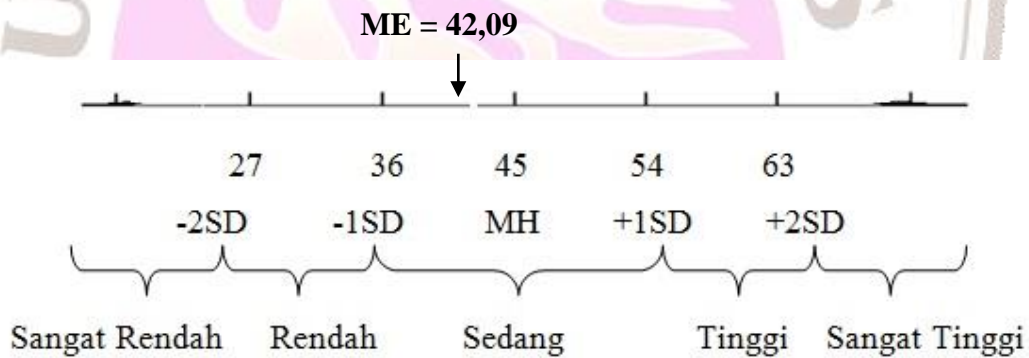 ME = 42,09
27 36 45 54 63
-2SD -1SD MH +1SD +2SD
Sangat Rendah Rendah Sedang Tinggi Sangat Tinggi